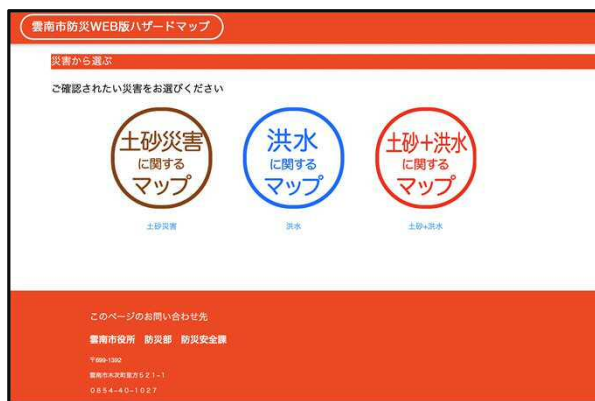 雲南市防災WEB版ハザードマップ
災害から選ぶ
ご確認されたい災害をお選びください
土砂災害
に関する
マップ
洪水
に関する
マップ
土砂+洪水
に関する
マップ
土砂災害
洪水
土砂+洪水
このページのお問い合わせ先
雲南市役所　防災部　防災安全課
〒699-1392
雲南市木次町里方521-1
0854-40-1027